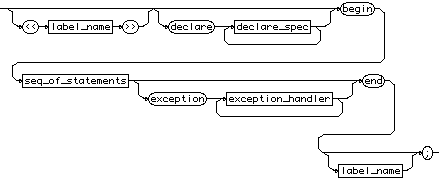 << label_name >> declare declare_spec begin
seq_of_statements exception exception_handler end
label_name ;